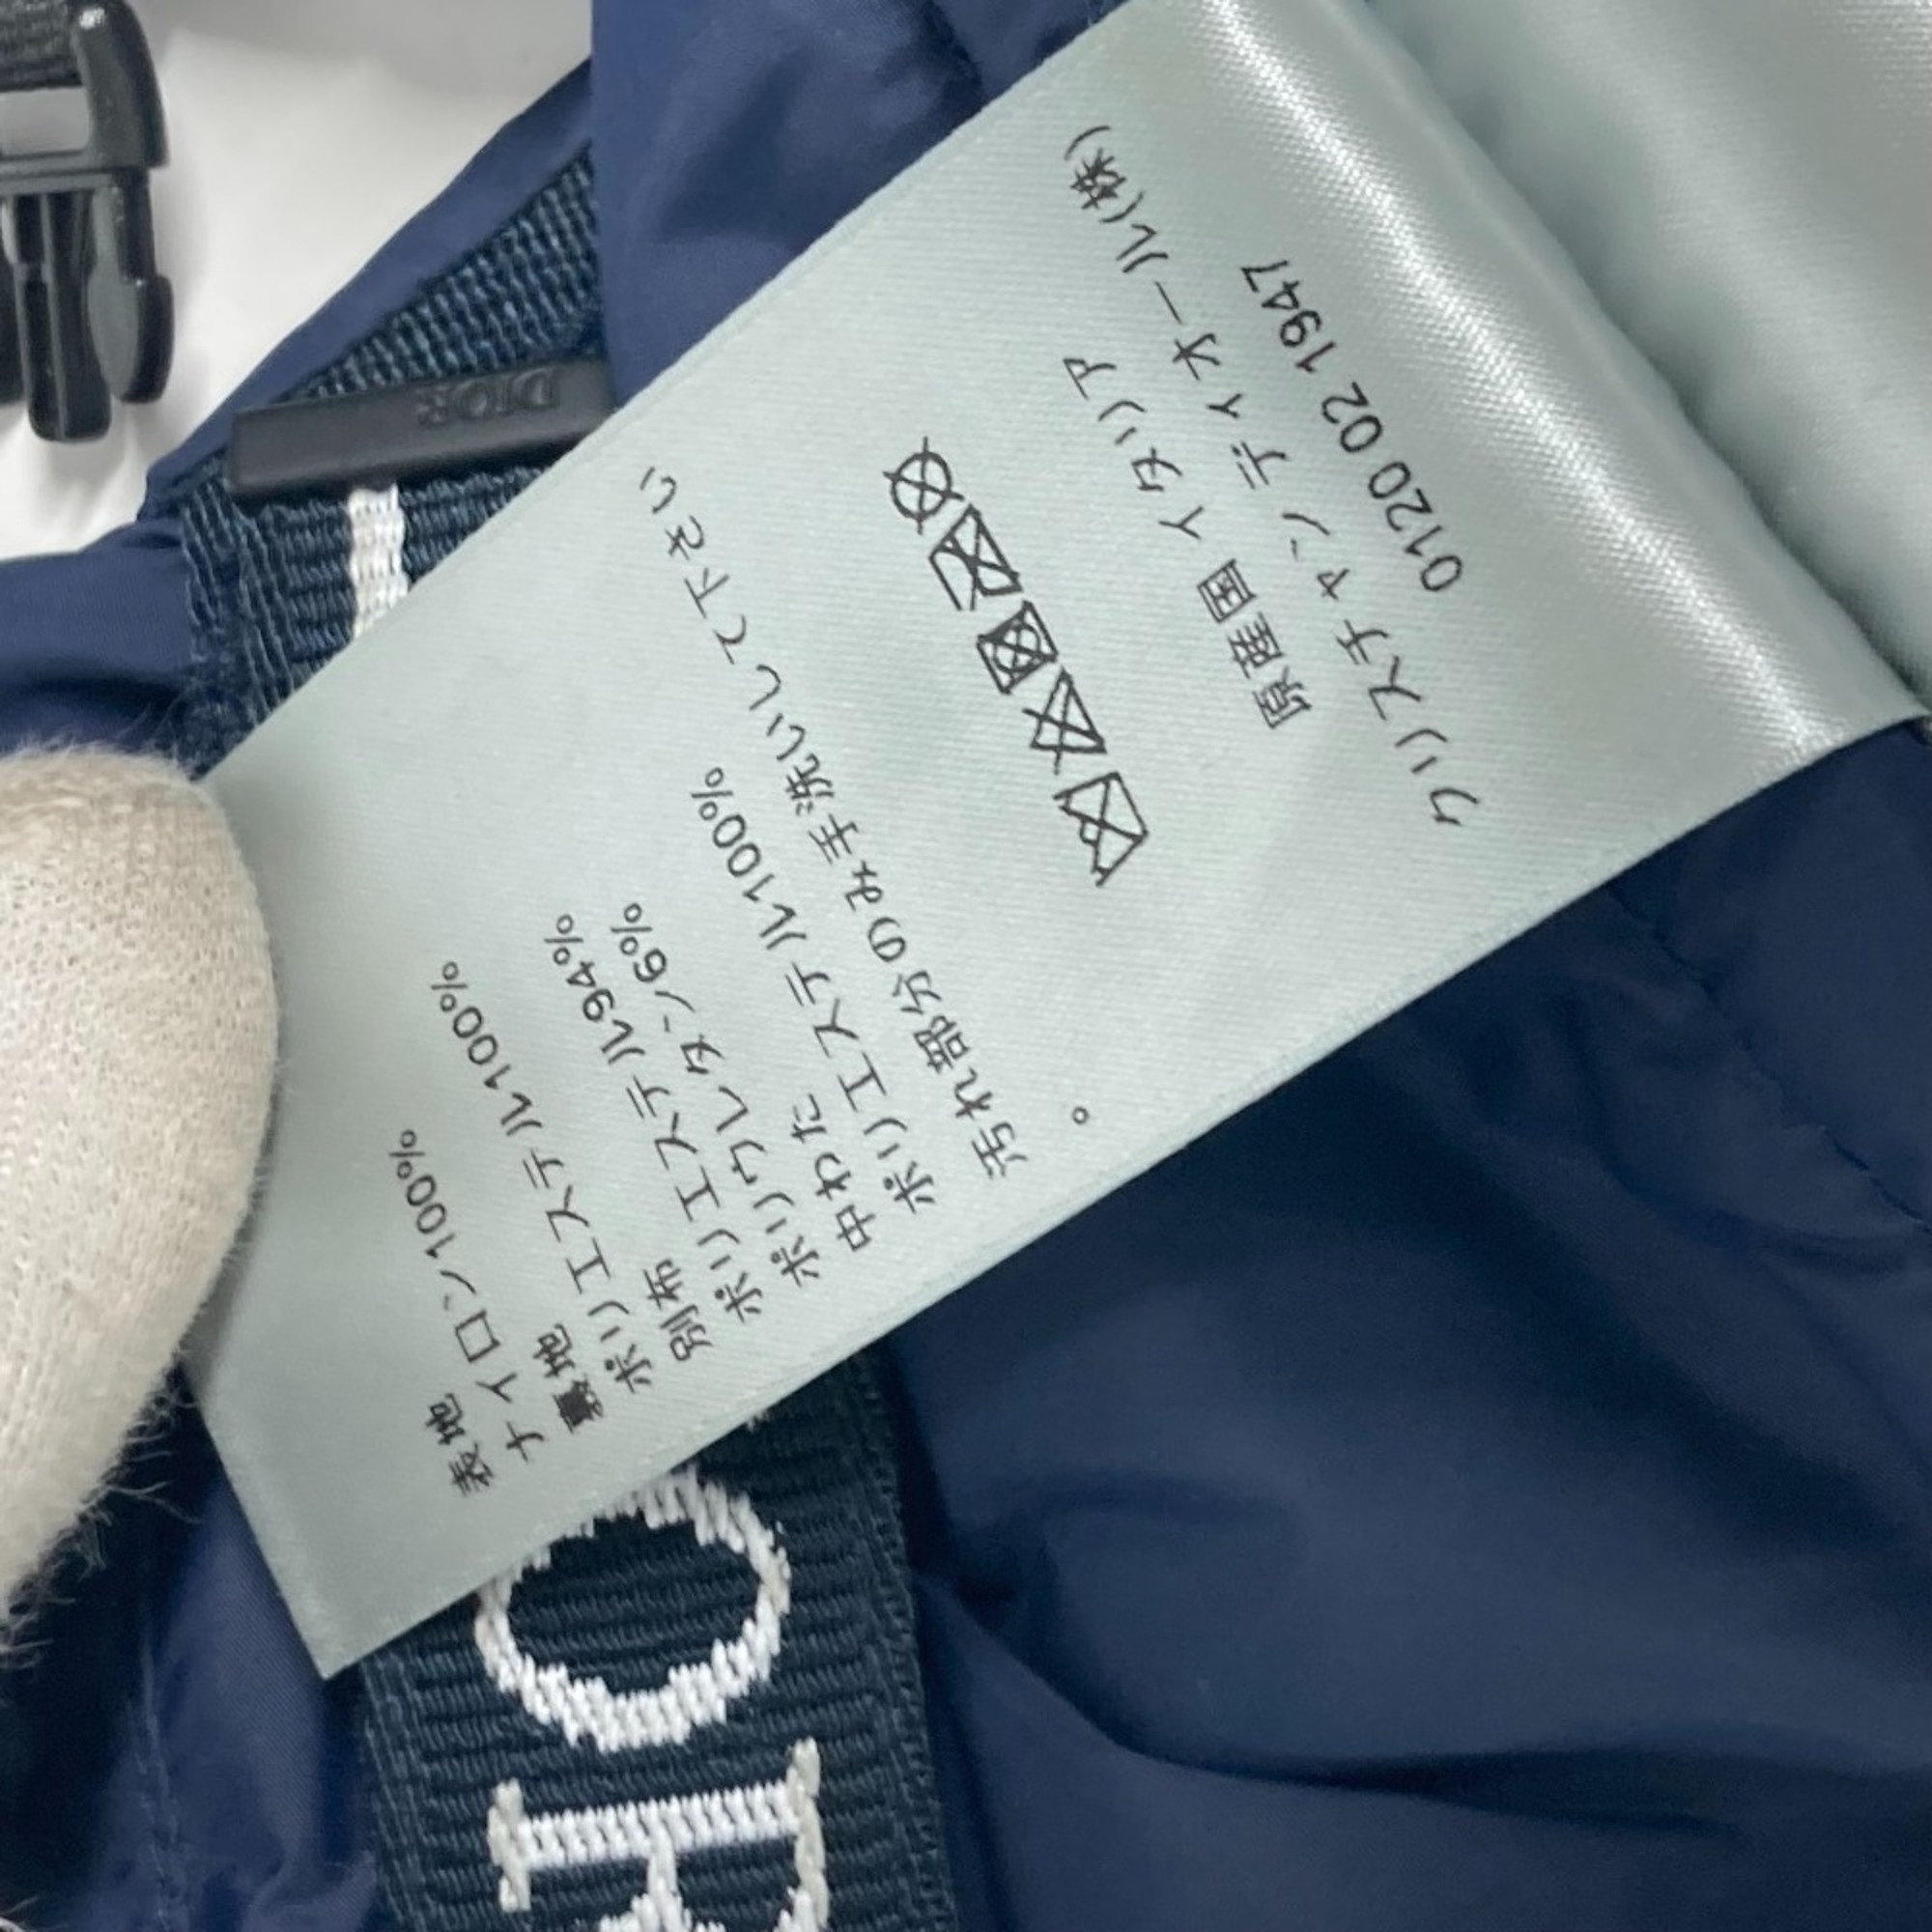 表地
ナイロン100%
裏地
ポリエステル100%
別布
ポリエステル94%
ポリウレタン6%
中わた
ポリエステル100%
汚れ部分のみ手洗いして下さい
。
原産国 イタリア
クリスチャン ディオール(株)
0120 02 1947
DIOR
OR